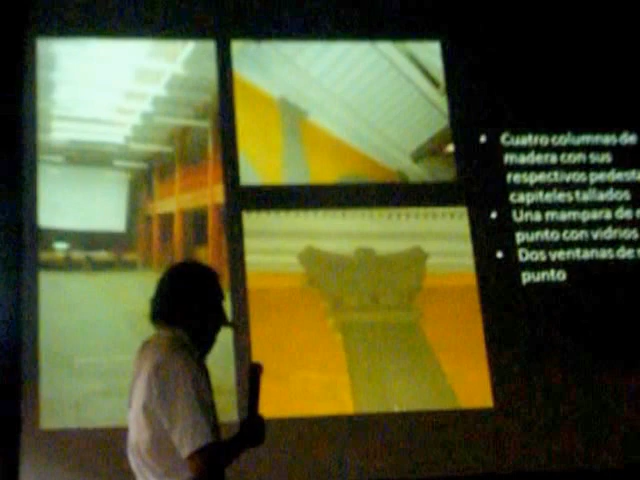 Cuatro columnas de
madera con sus
respectivos
capiteles tallados
Una mampara de
punto con vidrios
Dos ventanas de
punto